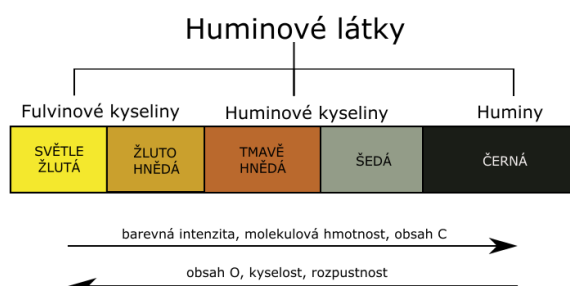 Huminové látky
Fulvinové kyseliny
Huminové kyseliny
Huminy
SVĚTLE
ŽLUTÁ
ŽLUTO
HNĚDÁ
TMAVĚ
HNĚDÁ
ŠEDÁ
ČERNÁ
barevná intenzita, molekulová hmotnost, obsah C
obsah O, kyselost, rozpustnost